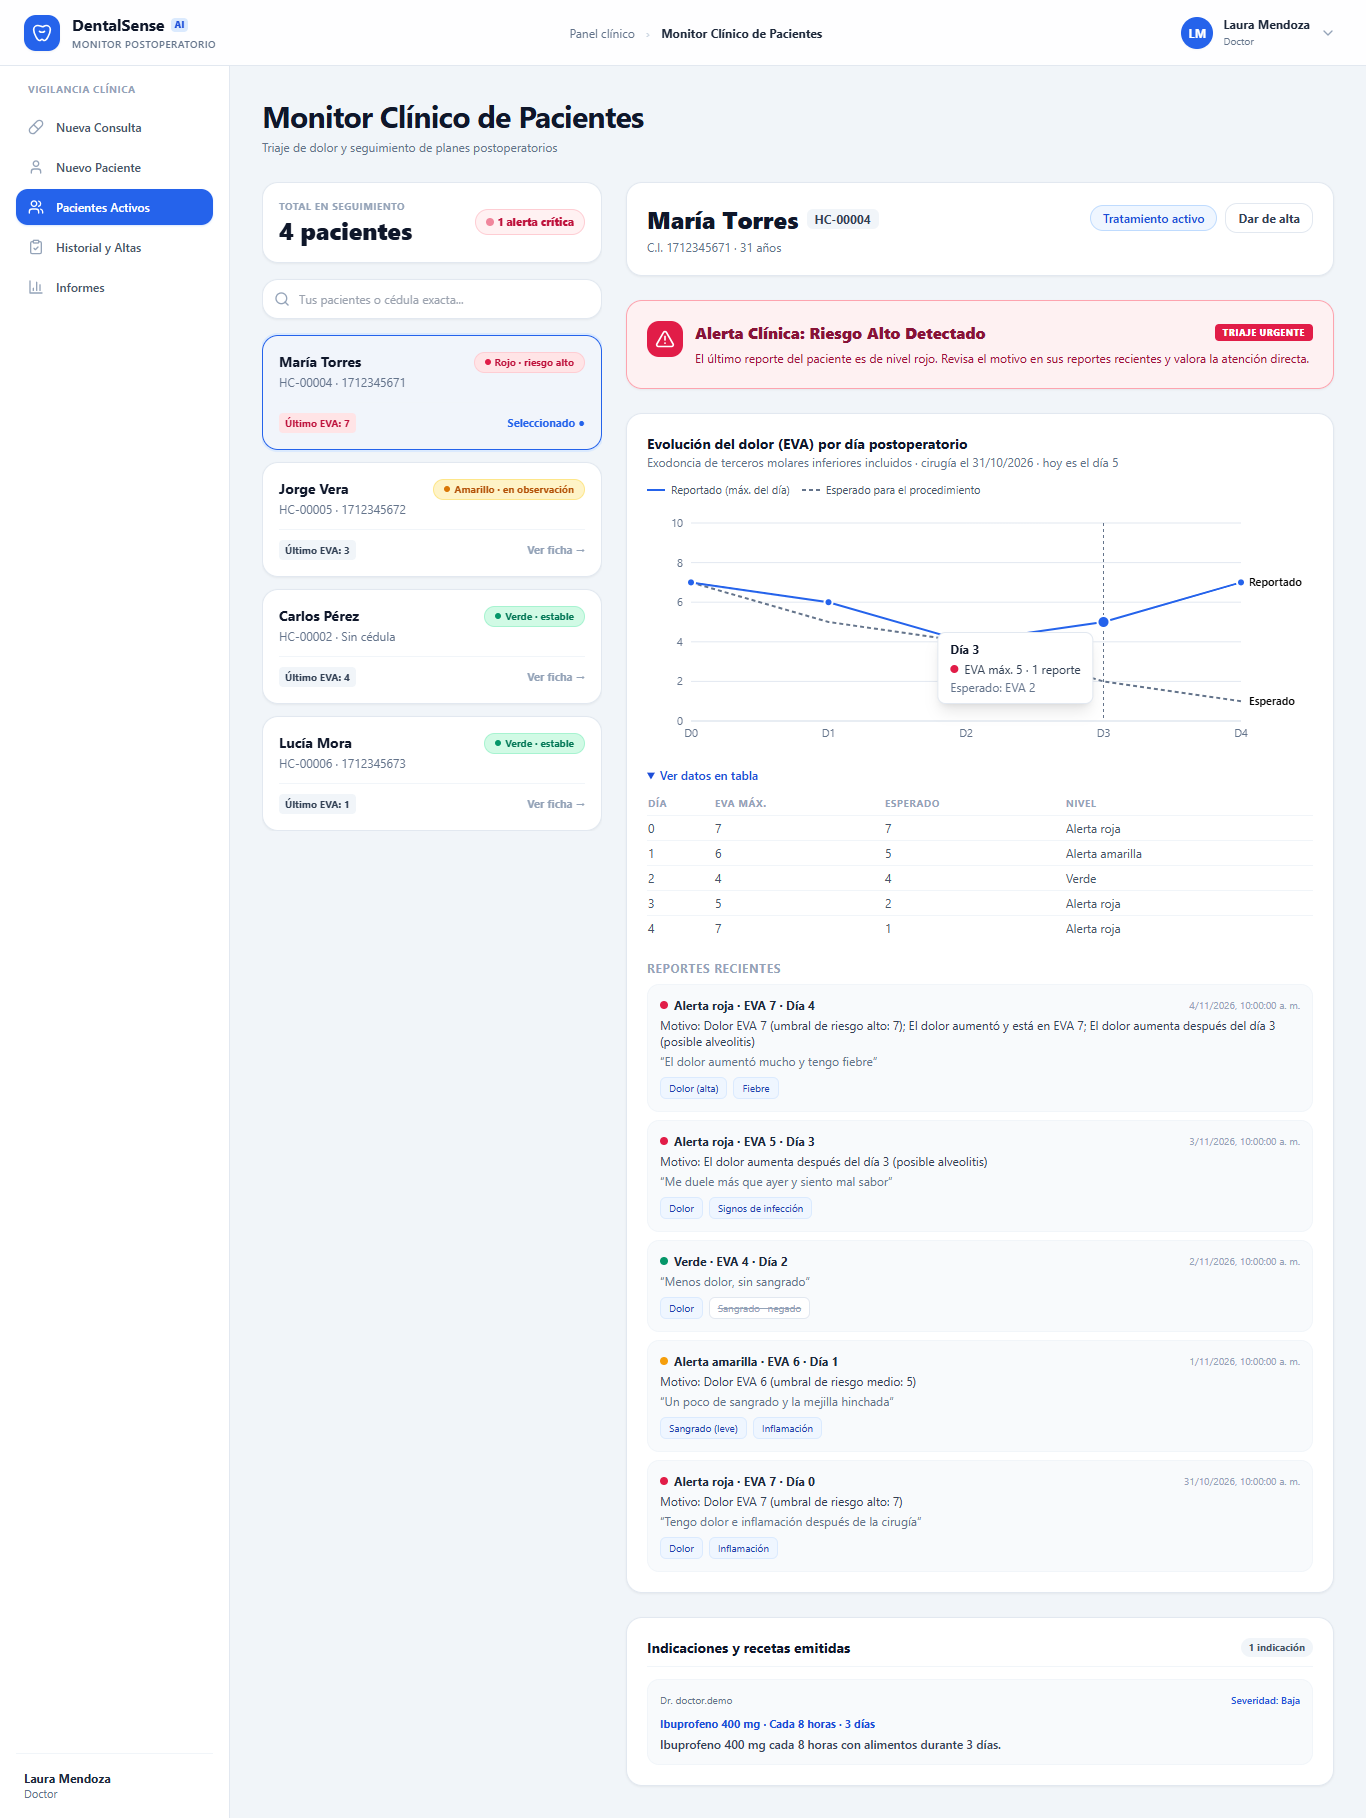 DentalSense AI
MONITOR POSTOPERATORIO
Panel clínico › Monitor Clínico de Pacientes
LM
Laura Mendoza
Doctor
VIGILANCIA CLÍNICA
Nueva Consulta
Nuevo Paciente
Pacientes Activos
Historial y Altas
Informes
Laura Mendoza
Doctor
Monitor Clínico de Pacientes
Triaje de dolor y seguimiento de planes postoperatorios
TOTAL EN SEGUIMIENTO
4 pacientes
1 alerta crítica
Tus pacientes o cédula exacta...
María Torres
Rojo · riesgo alto
HC-00004 · 1712345671
Último EVA: 7
Seleccionado •
Jorge Vera
Amarillo · en observación
HC-00005 · 1712345672
Último EVA: 3
Ver ficha →
Carlos Pérez
Verde · estable
HC-00002 · Sin cédula
Último EVA: 4
Ver ficha →
Lucía Mora
Verde · estable
HC-00006 · 1712345673
Último EVA: 1
Ver ficha →
María Torres HC-00004
C.I. 1712345671 · 31 años
Tratamiento activo
Dar de alta
Alerta Clínica: Riesgo Alto Detectado
TRIAJE URGENTE
El último reporte del paciente es de nivel rojo. Revisa el motivo en sus reportes recientes y valora la atención directa.
Evolución del dolor (EVA) por día postoperatorio
Exodoncia de terceros molares inferiores incluidos · cirugía el 31/10/2026 · hoy es el día 5
Reportado (máx. del día) Esperado para el procedimiento
10
8
6
4
2
0
Reportado
Esperado
Día 3
EVA máx. 5 · 1 reporte
Esperado: EVA 2
D0 D1 D2 D3 D4
▼ Ver datos en tabla
DÍA EVA MÁX. ESPERADO NIVEL
0 7 7 Alerta roja
1 6 5 Alerta amarilla
2 4 4 Verde
3 5 2 Alerta roja
4 7 1 Alerta roja
REPORTES RECIENTES
Alerta roja · EVA 7 · Día 4
4/11/2026, 10:00:00 a. m.
Motivo: Dolor EVA 7 (umbral de riesgo alto: 7); El dolor aumentó y está en EVA 7; El dolor aumenta después del día 3
(posible alveolitis)
“El dolor aumentó mucho y tengo fiebre”
Dolor (alta) Fiebre
Alerta roja · EVA 5 · Día 3
3/11/2026, 10:00:00 a. m.
Motivo: El dolor aumenta después del día 3 (posible alveolitis)
“Me duele más que ayer y siento mal sabor”
Dolor Signos de infección
Verde · EVA 4 · Día 2
2/11/2026, 10:00:00 a. m.
“Menos dolor, sin sangrado”
Dolor Sangrado · negado
Alerta amarilla · EVA 6 · Día 1
1/11/2026, 10:00:00 a. m.
Motivo: Dolor EVA 6 (umbral de riesgo medio: 5)
“Un poco de sangrado y la mejilla hinchada”
Sangrado (leve) Inflamación
Alerta roja · EVA 7 · Día 0
31/10/2026, 10:00:00 a. m.
Motivo: Dolor EVA 7 (umbral de riesgo alto: 7)
“Tengo dolor e inflamación después de la cirugía”
Dolor Inflamación
Indicaciones y recetas emitidas
1 indicación
Dr. doctor.demo
Severidad: Baja
Ibuprofeno 400 mg · Cada 8 horas · 3 días
Ibuprofeno 400 mg cada 8 horas con alimentos durante 3 días.